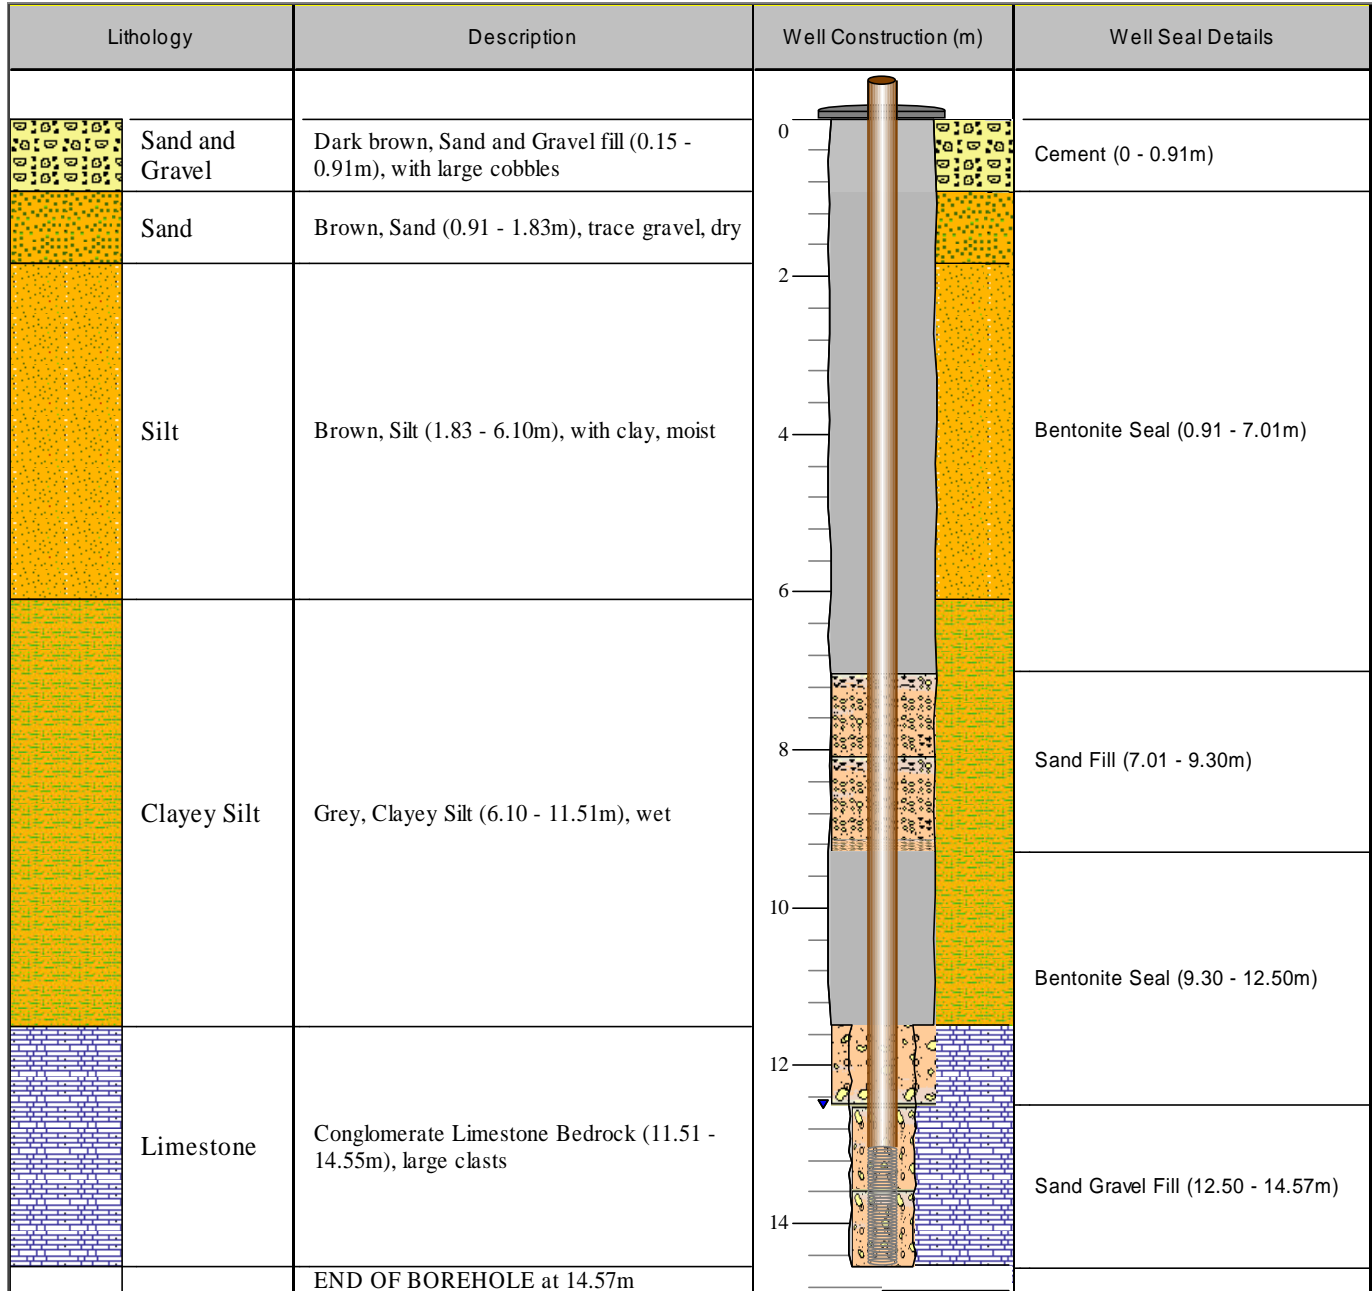 Lithology
Description
Well Construction (m)
Well Seal Details
Sand and
Gravel
Dark brown, Sand and Gravel fill (0.15 -
0.91m), with large cobbles
0
Cement (0 - 0.91m)
Sand
Brown, Sand (0.91 - 1.83m), trace gravel, dry
2
Silt
Brown, Silt (1.83 - 6.10m), with clay, moist
4
Bentonite Seal (0.91 - 7.01m)
6
8
Sand Fill (7.01 - 9.30m)
Clayey Silt
Grey, Clayey Silt (6.10 - 11.51m), wet
10
Bentonite Seal (9.30 - 12.50m)
12
Limestone
Conglomerate Limestone Bedrock (11.51 -
14.55m), large clasts
Sand Gravel Fill (12.50 - 14.57m)
14
END OF BOREHOLE at 14.57m